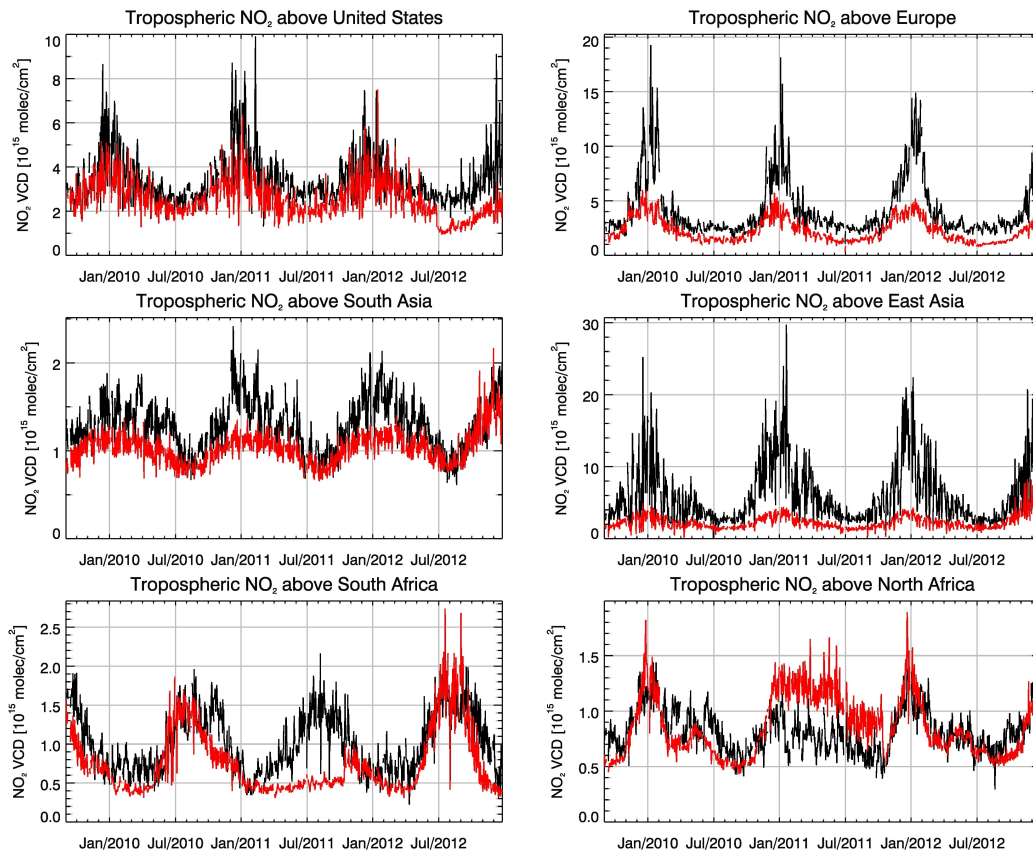 Tropospheric NO₂ above United States
NO₂ VCD [10¹⁵ molec/cm²]
10
8
6
4
2
0
Jan/2010 Jul/2010 Jan/2011 Jul/2011 Jan/2012 Jul/2012
Tropospheric NO₂ above Europe
NO₂ VCD [10¹⁵ molec/cm²]
20
15
10
5
0
Jan/2010 Jul/2010 Jan/2011 Jul/2011 Jan/2012 Jul/2012
Tropospheric NO₂ above South Asia
NO₂ VCD [10¹⁵ molec/cm²]
2
1
0
Jan/2010 Jul/2010 Jan/2011 Jul/2011 Jan/2012 Jul/2012
Tropospheric NO₂ above East Asia
NO₂ VCD [10¹⁵ molec/cm²]
30
20
10
0
Jan/2010 Jul/2010 Jan/2011 Jul/2011 Jan/2012 Jul/2012
Tropospheric NO₂ above South Africa
NO₂ VCD [10¹⁵ molec/cm²]
2.5
2.0
1.5
1.0
0.5
0.0
Jan/2010 Jul/2010 Jan/2011 Jul/2011 Jan/2012 Jul/2012
Tropospheric NO₂ above North Africa
NO₂ VCD [10¹⁵ molec/cm²]
1.5
1.0
0.5
0.0
Jan/2010 Jul/2010 Jan/2011 Jul/2011 Jan/2012 Jul/2012